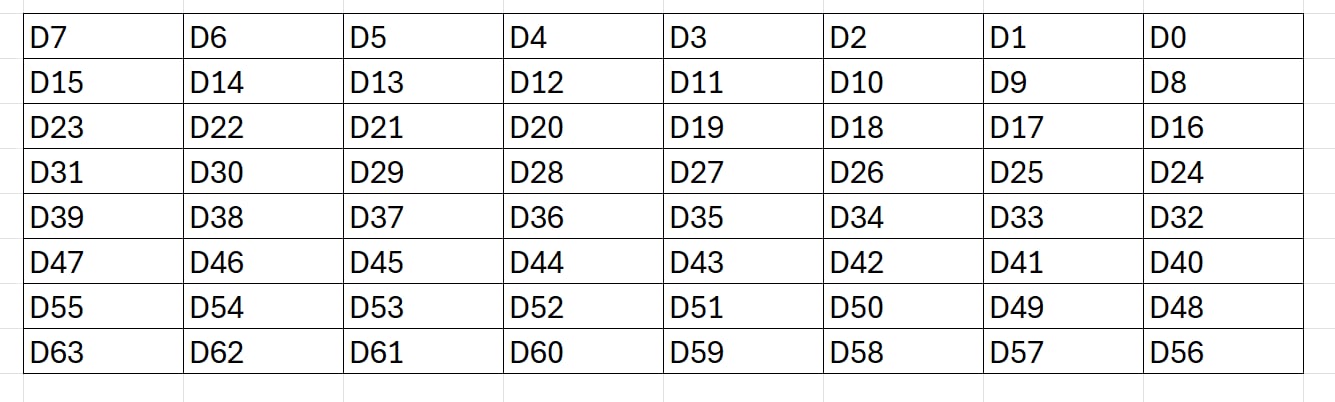 D7 D6 D5 D4 D3 D2 D1 D0
D15 D14 D13 D12 D11 D10 D9 D8
D23 D22 D21 D20 D19 D18 D17 D16
D31 D30 D29 D28 D27 D26 D25 D24
D39 D38 D37 D36 D35 D34 D33 D32
D47 D46 D45 D44 D43 D42 D41 D40
D55 D54 D53 D52 D51 D50 D49 D48
D63 D62 D61 D60 D59 D58 D57 D56